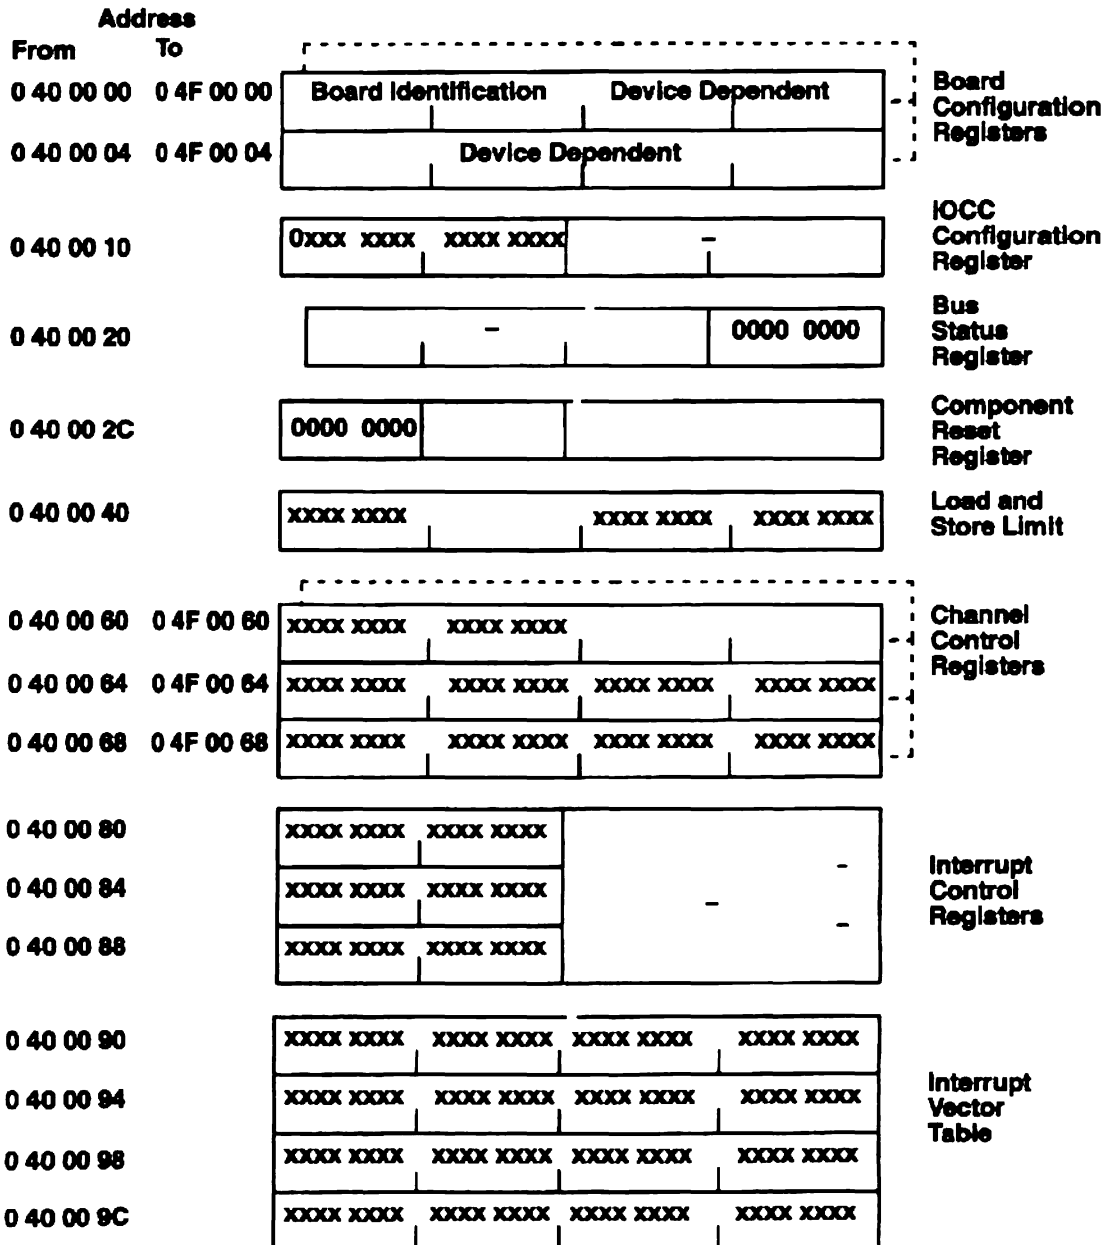 Address
From To
0 40 00 00 0 4F 00 00 Board Identification Device Dependent
Board
Configuration
Registers
0 40 00 04 0 4F 00 04 Device Dependent
0 40 00 10 0XXX XXXX XXXX XXXX –
IOCC
Configuration
Register
0 40 00 20 – 0000 0000
Bus
Status
Register
0 40 00 2C 0000 0000
Component
Reset
Register
0 40 00 40 XXXX XXXX XXXX XXXX XXXX XXXX
Load and
Store Limit
0 40 00 60 0 4F 00 60 XXXX XXXX XXXX XXXX
Channel
Control
Registers
0 40 00 64 0 4F 00 64 XXXX XXXX XXXX XXXX XXXX XXXX XXXX XXXX
0 40 00 68 0 4F 00 68 XXXX XXXX XXXX XXXX XXXX XXXX XXXX XXXX
0 40 00 80 XXXX XXXX XXXX XXXX –
0 40 00 84 XXXX XXXX XXXX XXXX –
0 40 00 88 XXXX XXXX XXXX XXXX –
Interrupt
Control
Registers
0 40 00 90 XXXX XXXX XXXX XXXX XXXX XXXX XXXX XXXX
0 40 00 94 XXXX XXXX XXXX XXXX XXXX XXXX XXXX XXXX
Interrupt
Vector
Table
0 40 00 98 XXXX XXXX XXXX XXXX XXXX XXXX XXXX XXXX
0 40 00 9C XXXX XXXX XXXX XXXX XXXX XXXX XXXX XXXX